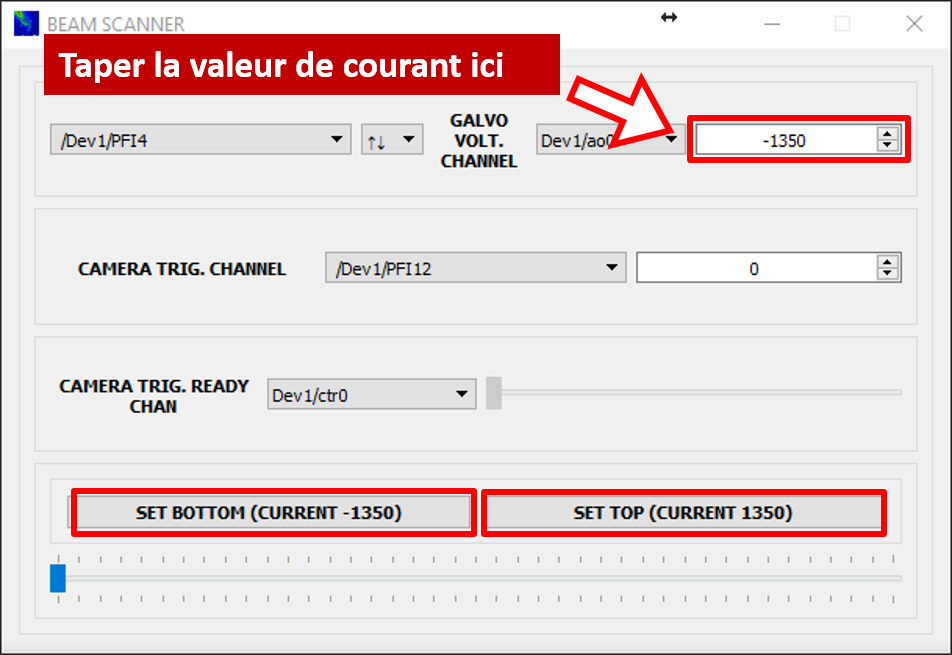 BEAM SCANNER
Taper la valeur de courant ici
/Dev1/PFI4
↑↓
GALVO
VOLT.
CHANNEL
Dev1/ao0
-1350
CAMERA TRIG. CHANNEL
/Dev1/PFI12
0
CAMERA TRIG. READY
CHAN
Dev1/ctr0
SET BOTTOM (CURRENT -1350)
SET TOP (CURRENT 1350)